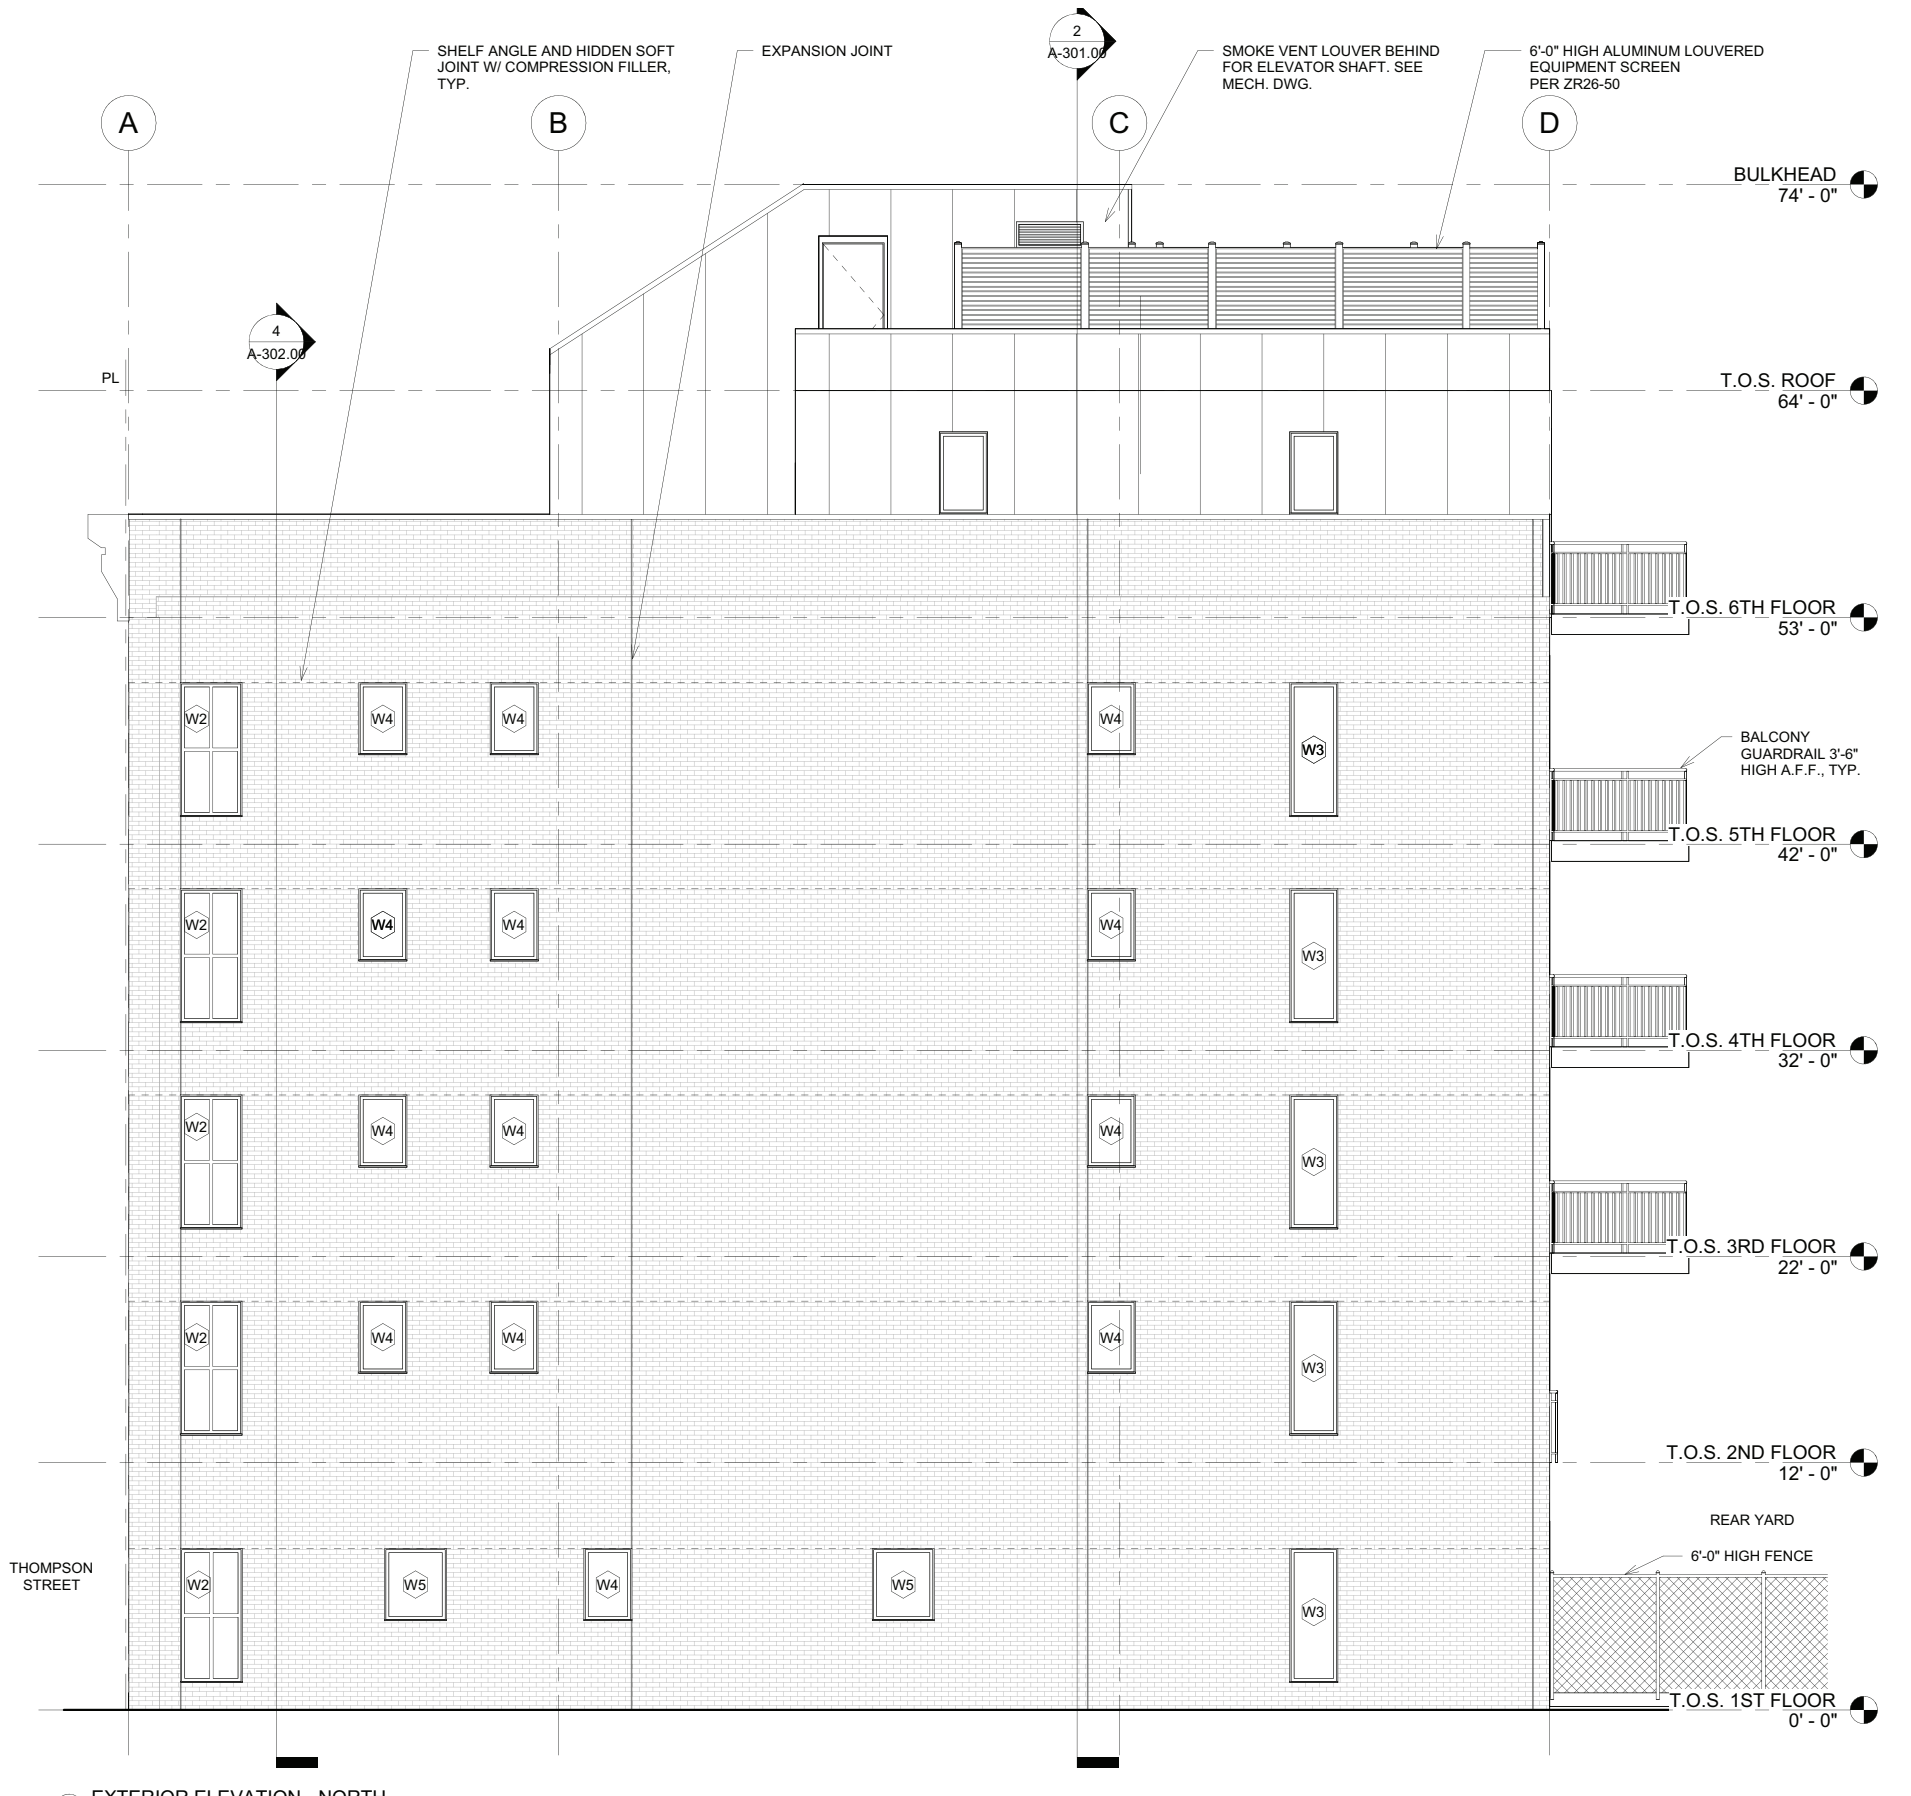 SHELF ANGLE AND HIDDEN SOFT
JOINT W/ COMPRESSION FILLER,
TYP.
EXPANSION JOINT
2
A-301.00
SMOKE VENT LOUVER BEHIND
FOR ELEVATOR SHAFT. SEE
MECH. DWG.
6'-0" HIGH ALUMINUM LOUVERED
EQUIPMENT SCREEN
PER ZR26-50
A
B
C
D
BULKHEAD
74' - 0"
4
A-302.00
PL
T.O.S. ROOF
64' - 0"
T.O.S. 6TH FLOOR
53' - 0"
W2
W4
W4
W4
W3
BALCONY
GUARDRAIL 3'-6"
HIGH A.F.F., TYP.
T.O.S. 5TH FLOOR
42' - 0"
W2
W4
W4
W4
W3
T.O.S. 4TH FLOOR
32' - 0"
W2
W4
W4
W4
W3
T.O.S. 3RD FLOOR
22' - 0"
W2
W4
W4
W4
W3
T.O.S. 2ND FLOOR
12' - 0"
REAR YARD
6'-0" HIGH FENCE
THOMPSON
STREET
W2
W5
W4
W5
W3
T.O.S. 1ST FLOOR
0' - 0"
EXTERIOR ELEVATION - NORTH